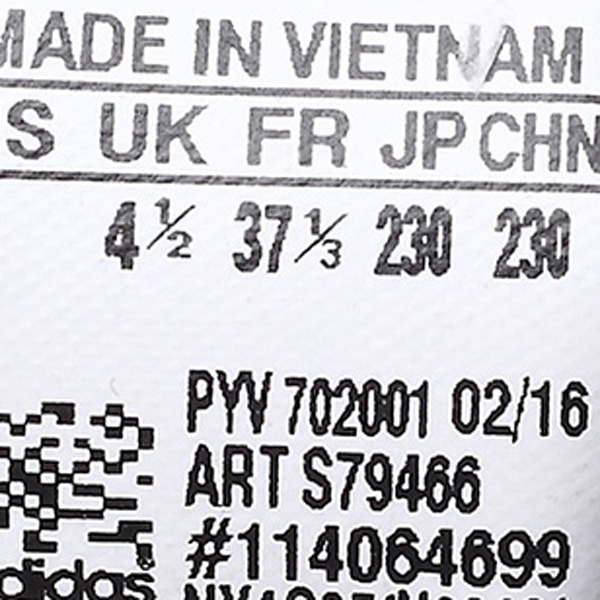 MADE IN VIETNAM
S UK FR JP CHN
4½ 37⅓ 230 230
PYV 702001 02/16
ART S79466
#114064699
adidas